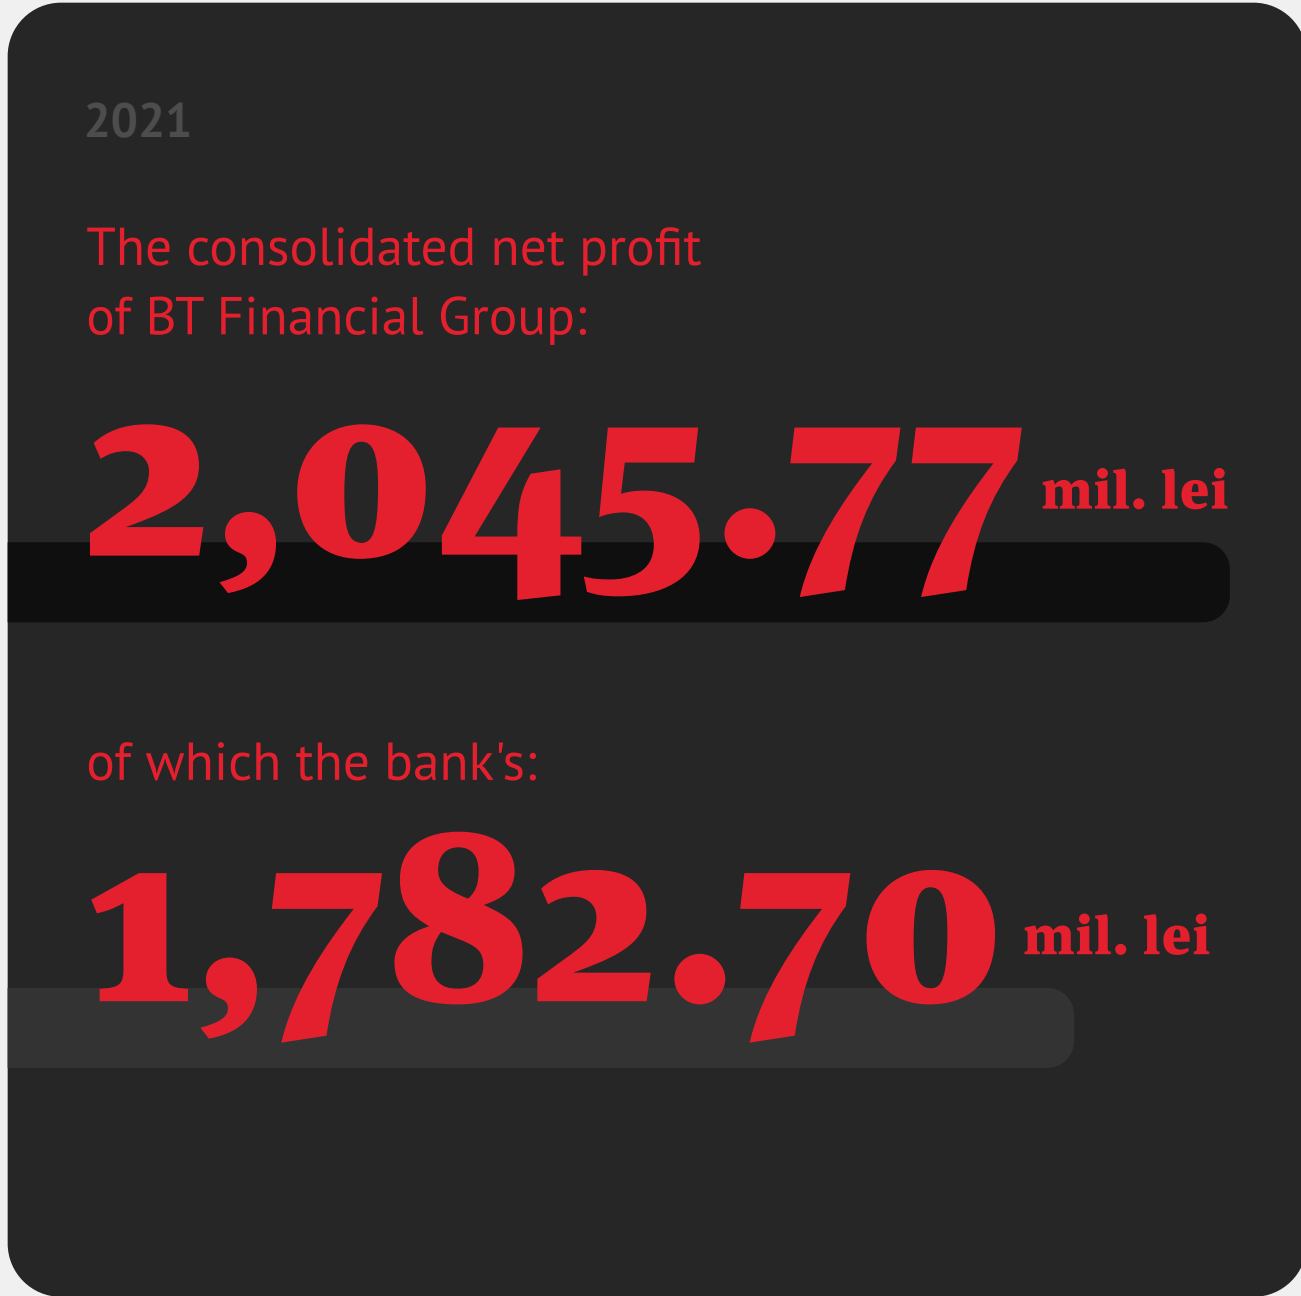 2021
The consolidated net profit
of BT Financial Group:
2,045.77 mil. lei
of which the bank's:
1,782.70 mil. lei